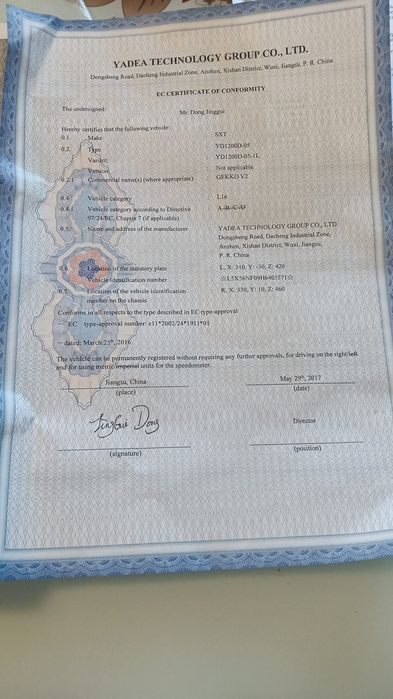 YADEA TECHNOLOGY GROUP CO., LTD.
Dongsheng Road, Dacheng Industrial Zone, Anzhen, Xishan District, Wuxi, Jiangsu, P. R. China
EC CERTIFICATE OF CONFORMITY
The undersigned: Mr. Dong Jinggui
Hereby certifies that the following vehicle:
0.1. Make : SXT
0.2. Type : YD1200D-05
Variant : YD1200D-05-1L
Version : Not applicable
0.2.1 Commercial name(s) (where appropriate) : GEKKO V2
0.4. Vehicle category : L1e
0.4.1 Vehicle category according to Directive : A/B/C/D
97/24/EC, Chapter 7 (if applicable)
0.5. Name and address of the manufacturer : YADEA TECHNOLOGY GROUP CO., LTD.
Dongsheng Road, Dacheng Industrial Zone,
Anzhen, Xishan District, Wuxi, Jiangsu,
P. R. China
0.6. Location of the statutory plate : L, X: 310, Y: -30, Z: 420
Vehicle identification number :
0.7. Location of the vehicle identification : R, X: 330, Y: 10, Z: 460
number on the chassis
Conforms in all respects to the type described in EC type-approval
— EC type-approval number: e11*2002/24*1911*01
— dated: March 25th, 2016
The vehicle can be permanently registered without requiring any further approvals, for driving on the right/left
and for using metric/imperial units for the speedometer.
Jiangsu, China May 29th, 2017
(place) (date)
Jinggui Dong Director
(signature) (position)